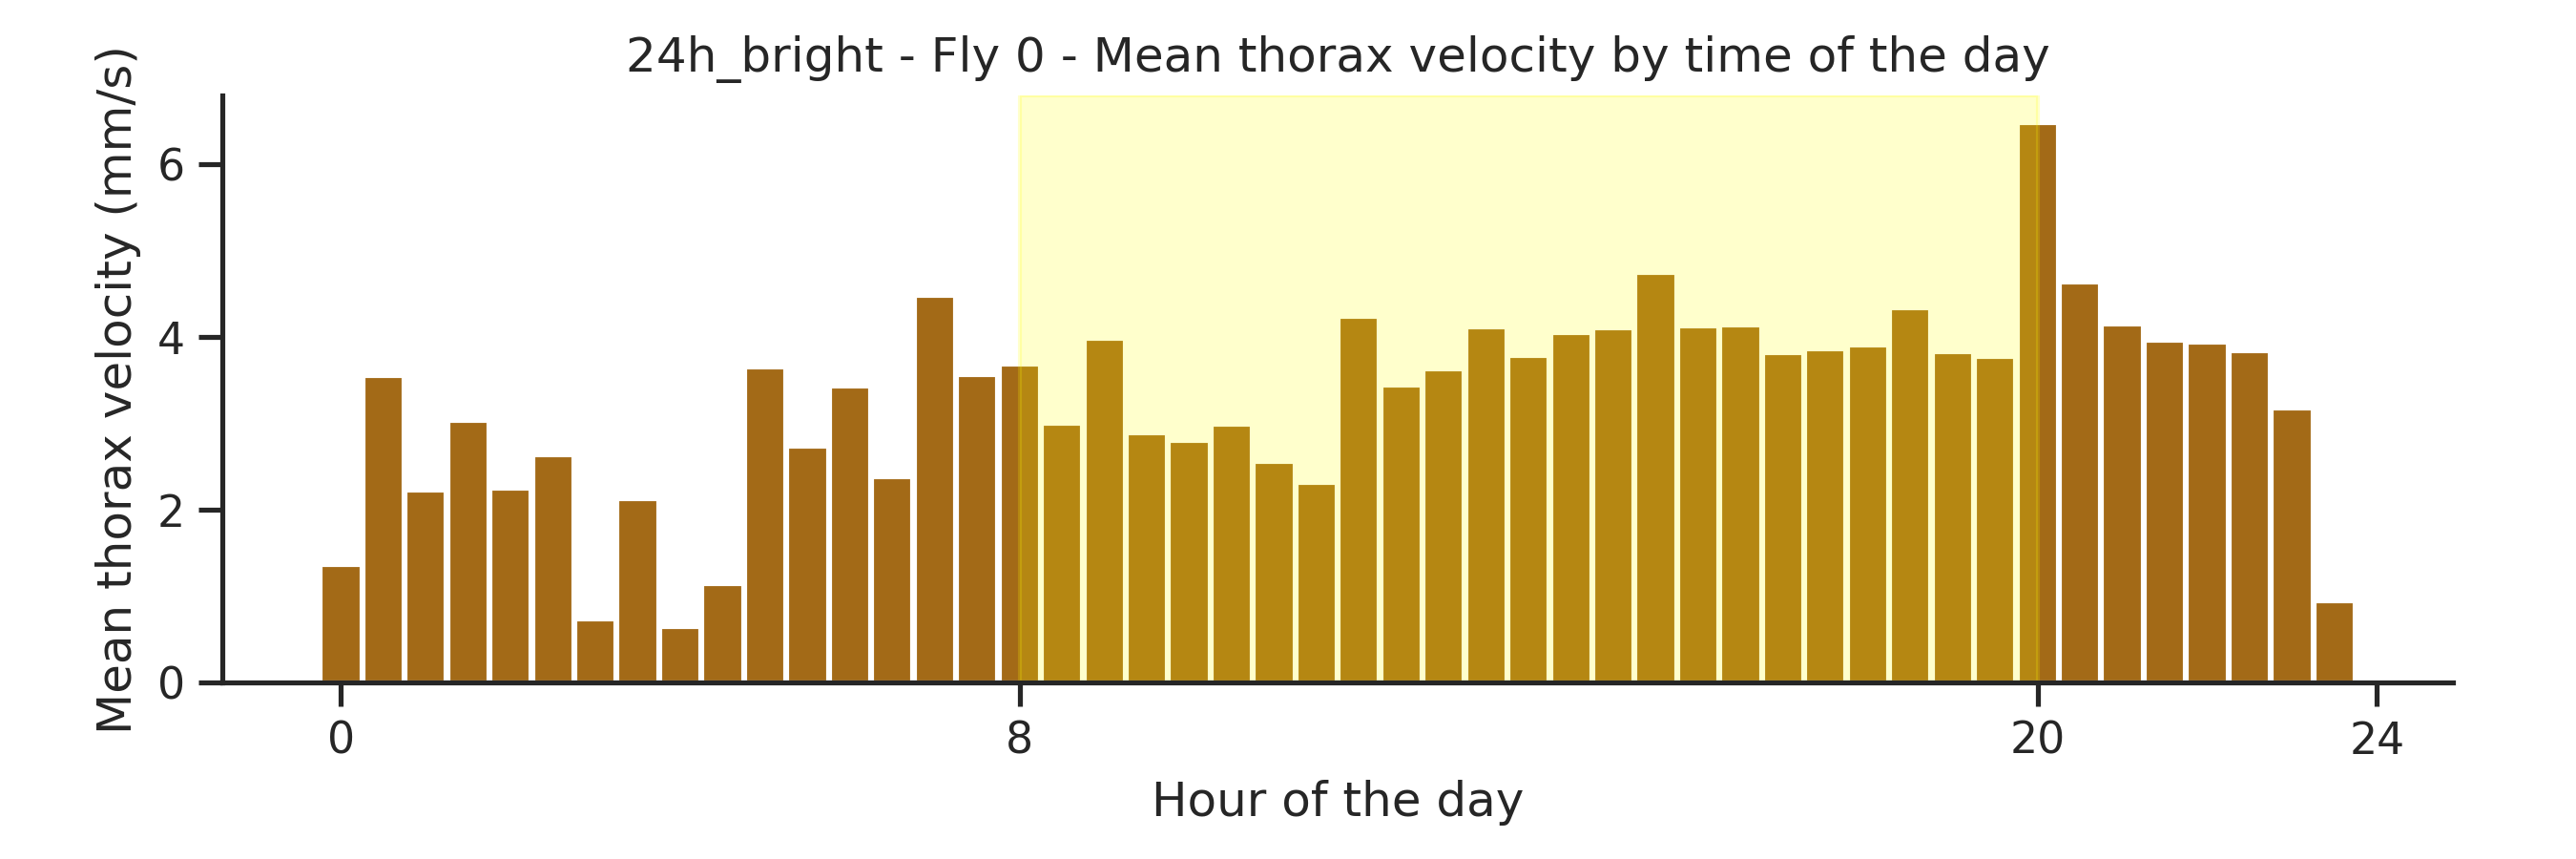 24h_bright - Fly 0 - Mean thorax velocity by time of the day
Mean thorax velocity (mm/s)
6
4
2
0
0 8 20 24
Hour of the day